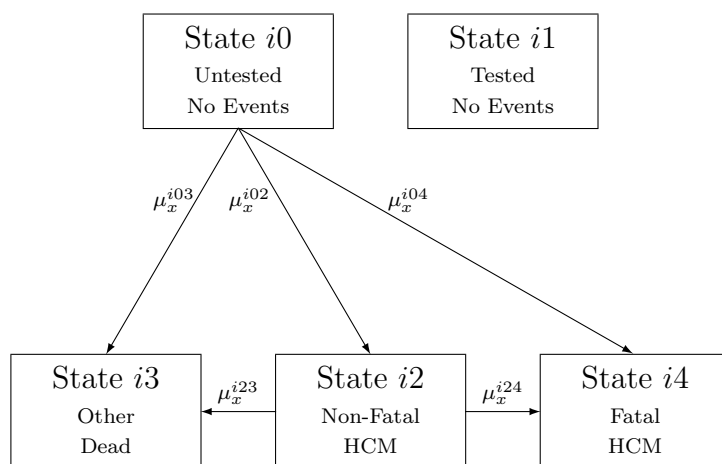 State i0
Untested
No Events
State i1
Tested
No Events
μ_x^{i03}
μ_x^{i02}
μ_x^{i04}
State i3
Other
Dead
μ_x^{i23}
State i2
Non-Fatal
HCM
μ_x^{i24}
State i4
Fatal
HCM